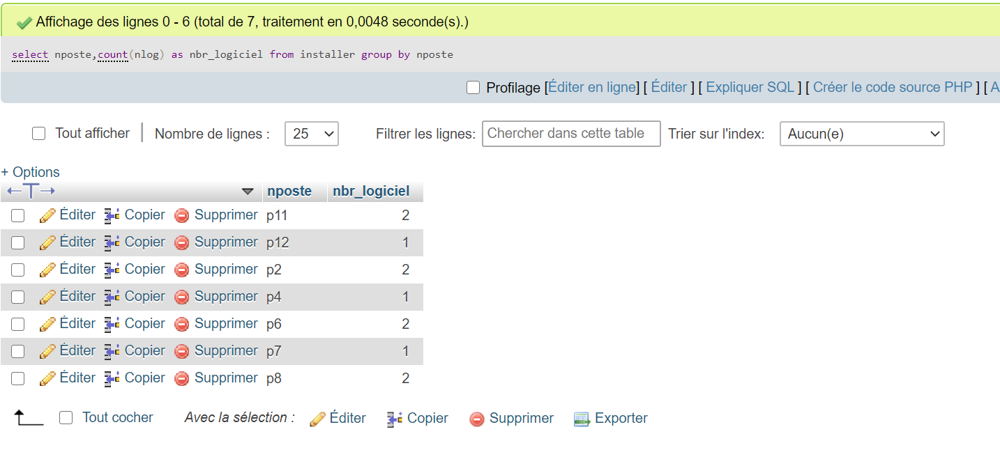 Affichage des lignes 0 - 6 (total de 7, traitement en 0,0048 seconde(s).)
select nposte,count(nlog) as nbr_logiciel from installer group by nposte
Profilage [Éditer en ligne] [ Éditer ] [ Expliquer SQL ] [ Créer le code source PHP ] [ A
Tout afficher | Nombre de lignes : 25 Filtrer les lignes: Chercher dans cette table Trier sur l'index: Aucun(e)
+ Options
←T→ nposte nbr_logiciel
Éditer Copier Supprimer p11 2
Éditer Copier Supprimer p12 1
Éditer Copier Supprimer p2 2
Éditer Copier Supprimer p4 1
Éditer Copier Supprimer p6 2
Éditer Copier Supprimer p7 1
Éditer Copier Supprimer p8 2
Tout cocher Avec la sélection : Éditer Copier Supprimer Exporter